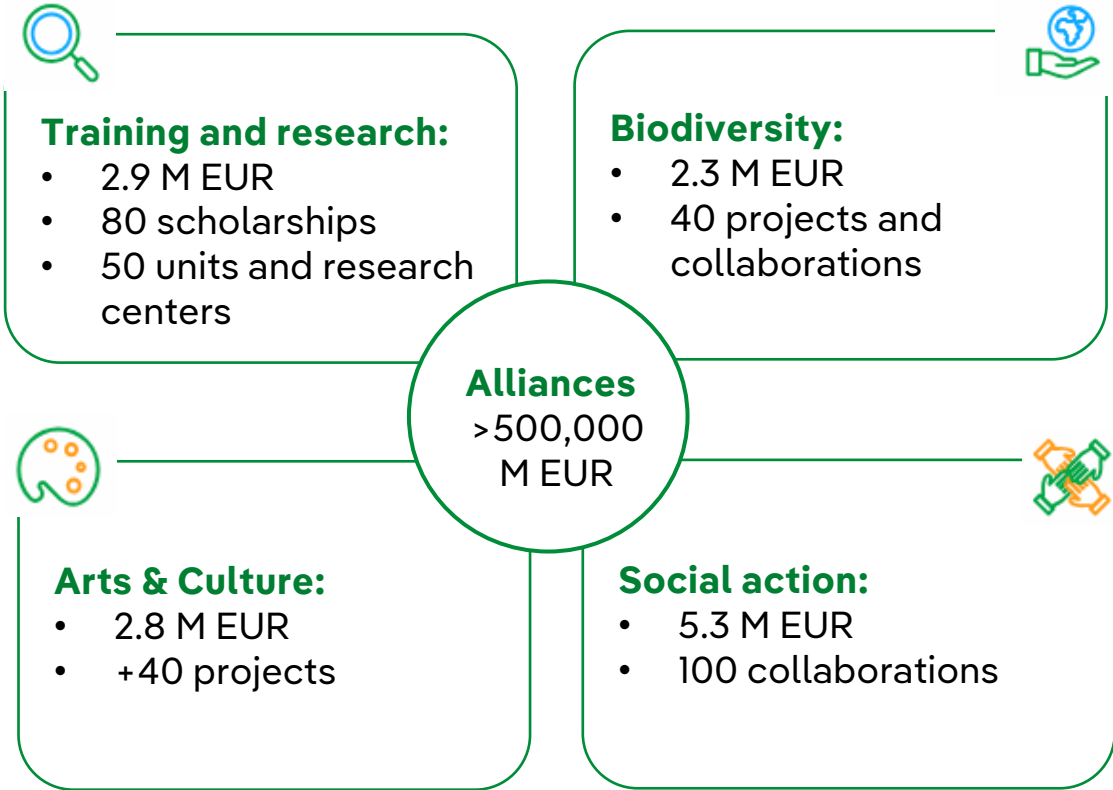 Training and research:
• 2.9 M EUR
• 80 scholarships
• 50 units and research
centers
Biodiversity:
• 2.3 M EUR
• 40 projects and
collaborations
Alliances
>500,000
M EUR
Arts & Culture:
• 2.8 M EUR
• +40 projects
Social action:
• 5.3 M EUR
• 100 collaborations